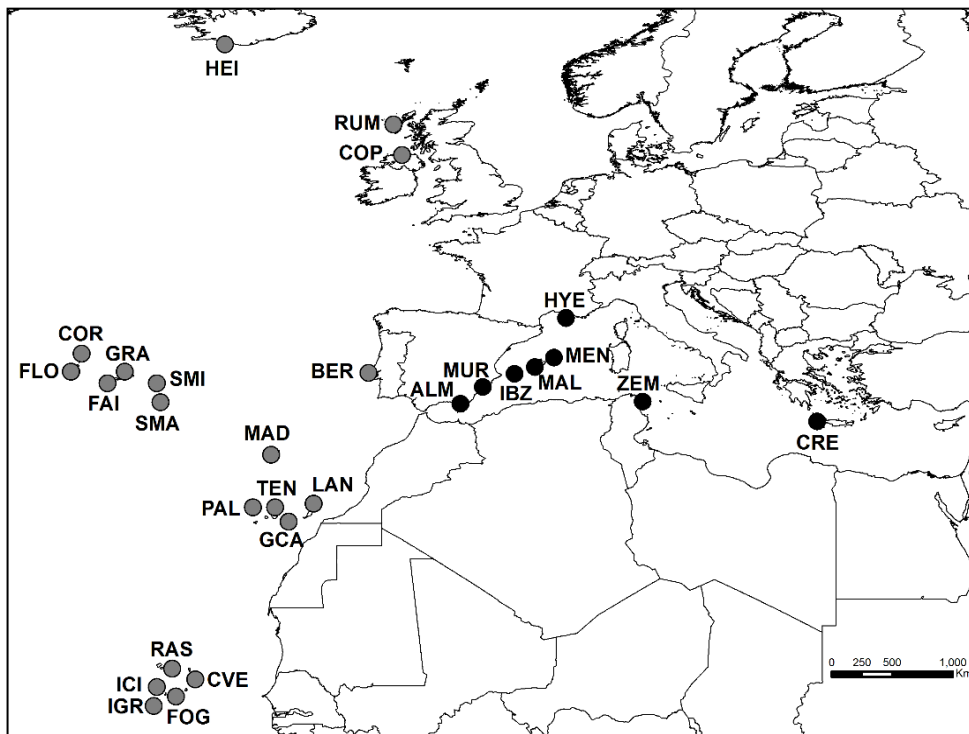 HEI
RUM
COP
HYE
COR
GRA
MEN
FLO
BER
MUR
MAL
SMI
FAI
IBZ
ALM
ZEM
SMA
MAD
CRE
TEN
LAN
PAL
GCA
RAS
0 250 500 1,000
Km
CVE
ICI
IGR
FOG